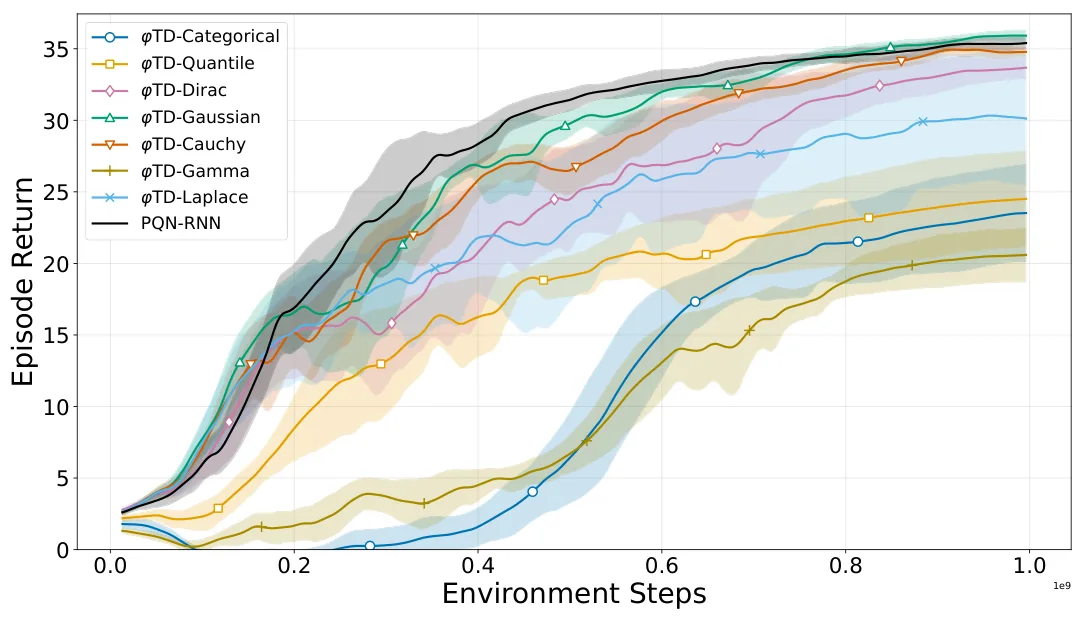 φTD-Categorical
φTD-Quantile
φTD-Dirac
φTD-Gaussian
φTD-Cauchy
φTD-Gamma
φTD-Laplace
PQN-RNN
Episode Return
35
30
25
20
15
10
5
0
0.0 0.2 0.4 0.6 0.8 1.0
1e9
Environment Steps